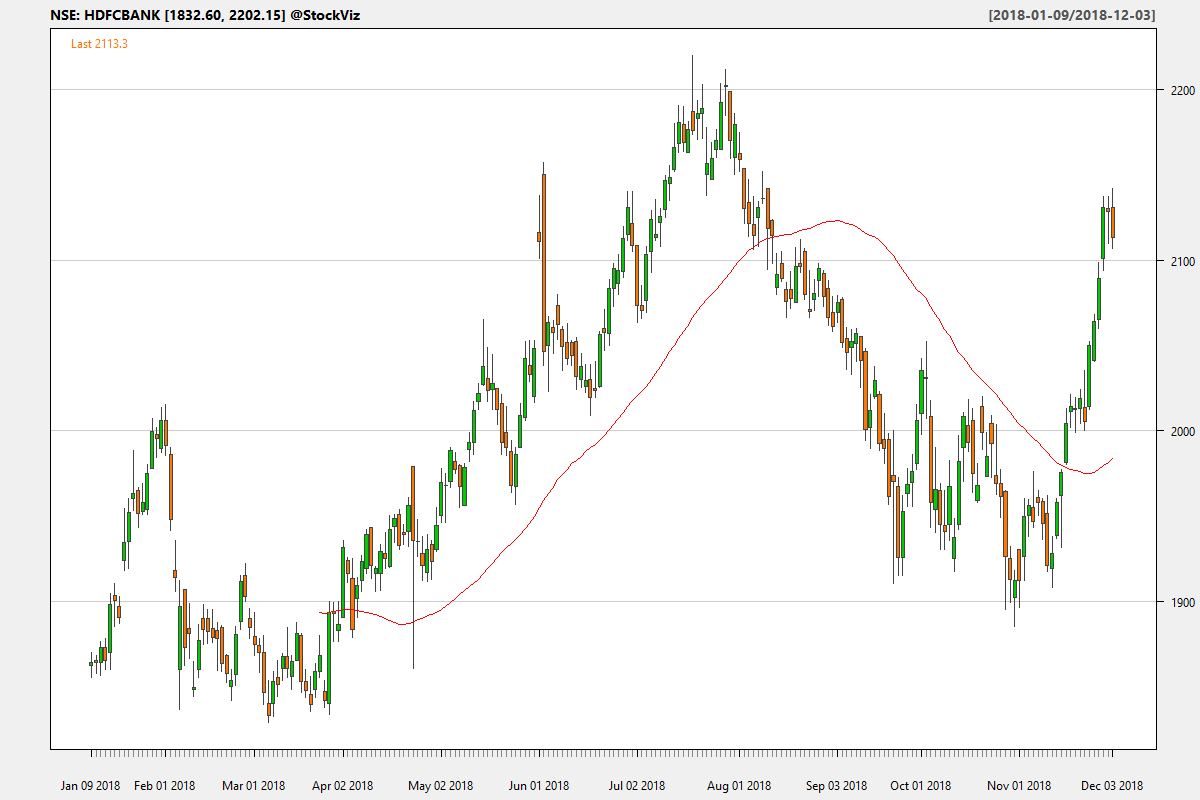 NSE: HDFCBANK [1832.60, 2202.15] @StockViz [2018-01-09/2018-12-03]
Last 2113.3
2200
2100
2000
1900
Jan 09 2018 Feb 01 2018 Mar 01 2018 Apr 02 2018 May 02 2018 Jun 01 2018 Jul 02 2018 Aug 01 2018 Sep 03 2018 Oct 01 2018 Nov 01 2018 Dec 03 2018